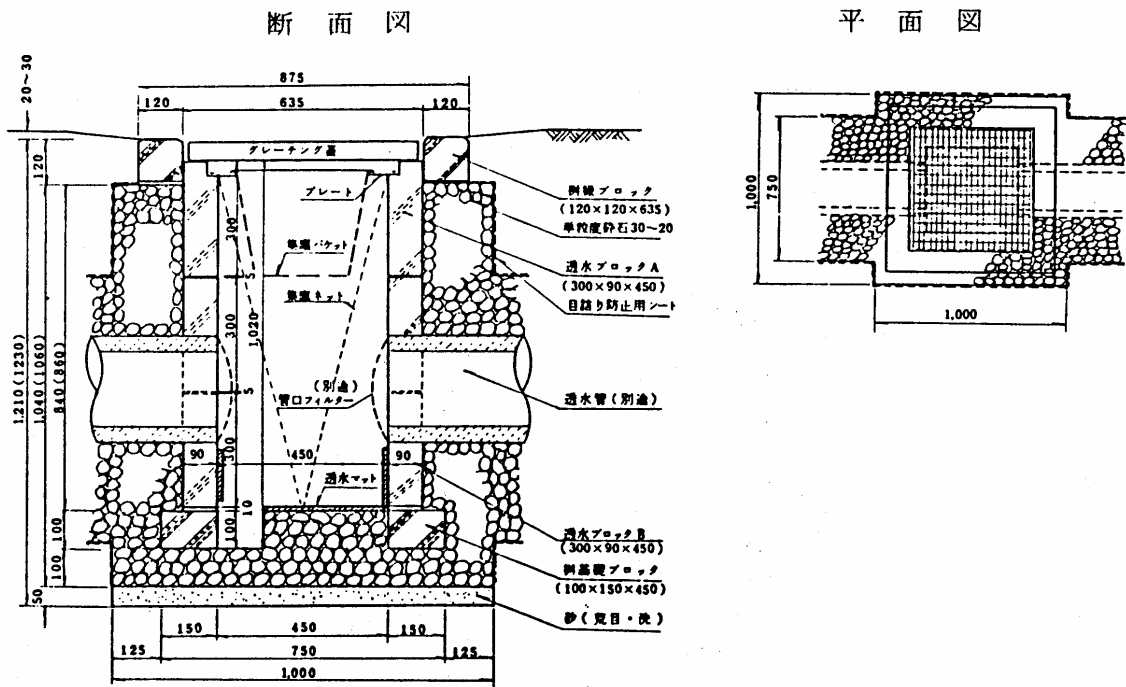 断面図
平面図
875
120
635
120
20~30
グレーチング蓋
プレート
桝縁ブロック
(120×120×635)
単粒度砕石30~20
集塵バケット
集塵ネット
透水ブロックA
(300×90×450)
目詰り防止用シート
(別途)
管口フィルター
透水管(別途)
透水マット
透水ブロックB
(300×90×450)
桝基礎ブロック
(100×150×450)
砂(荒目・洗)
120
1,210(1230)
1,040(1060)
840(860)
100
100
50
300
5
300
1,020
5
300
10
100
90
450
90
150
450
150
125
750
125
1,000
1,000
750
1,000